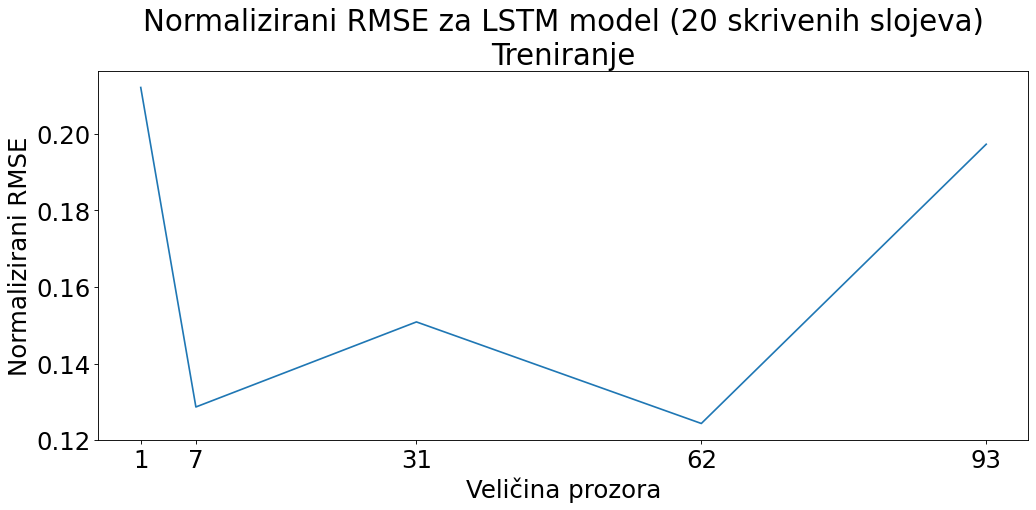 Normalizirani RMSE za LSTM model (20 skrivenih slojeva)
Treniranje
Normalizirani RMSE
0.20
0.18
0.16
0.14
0.12
1 7 31 62 93
Veličina prozora